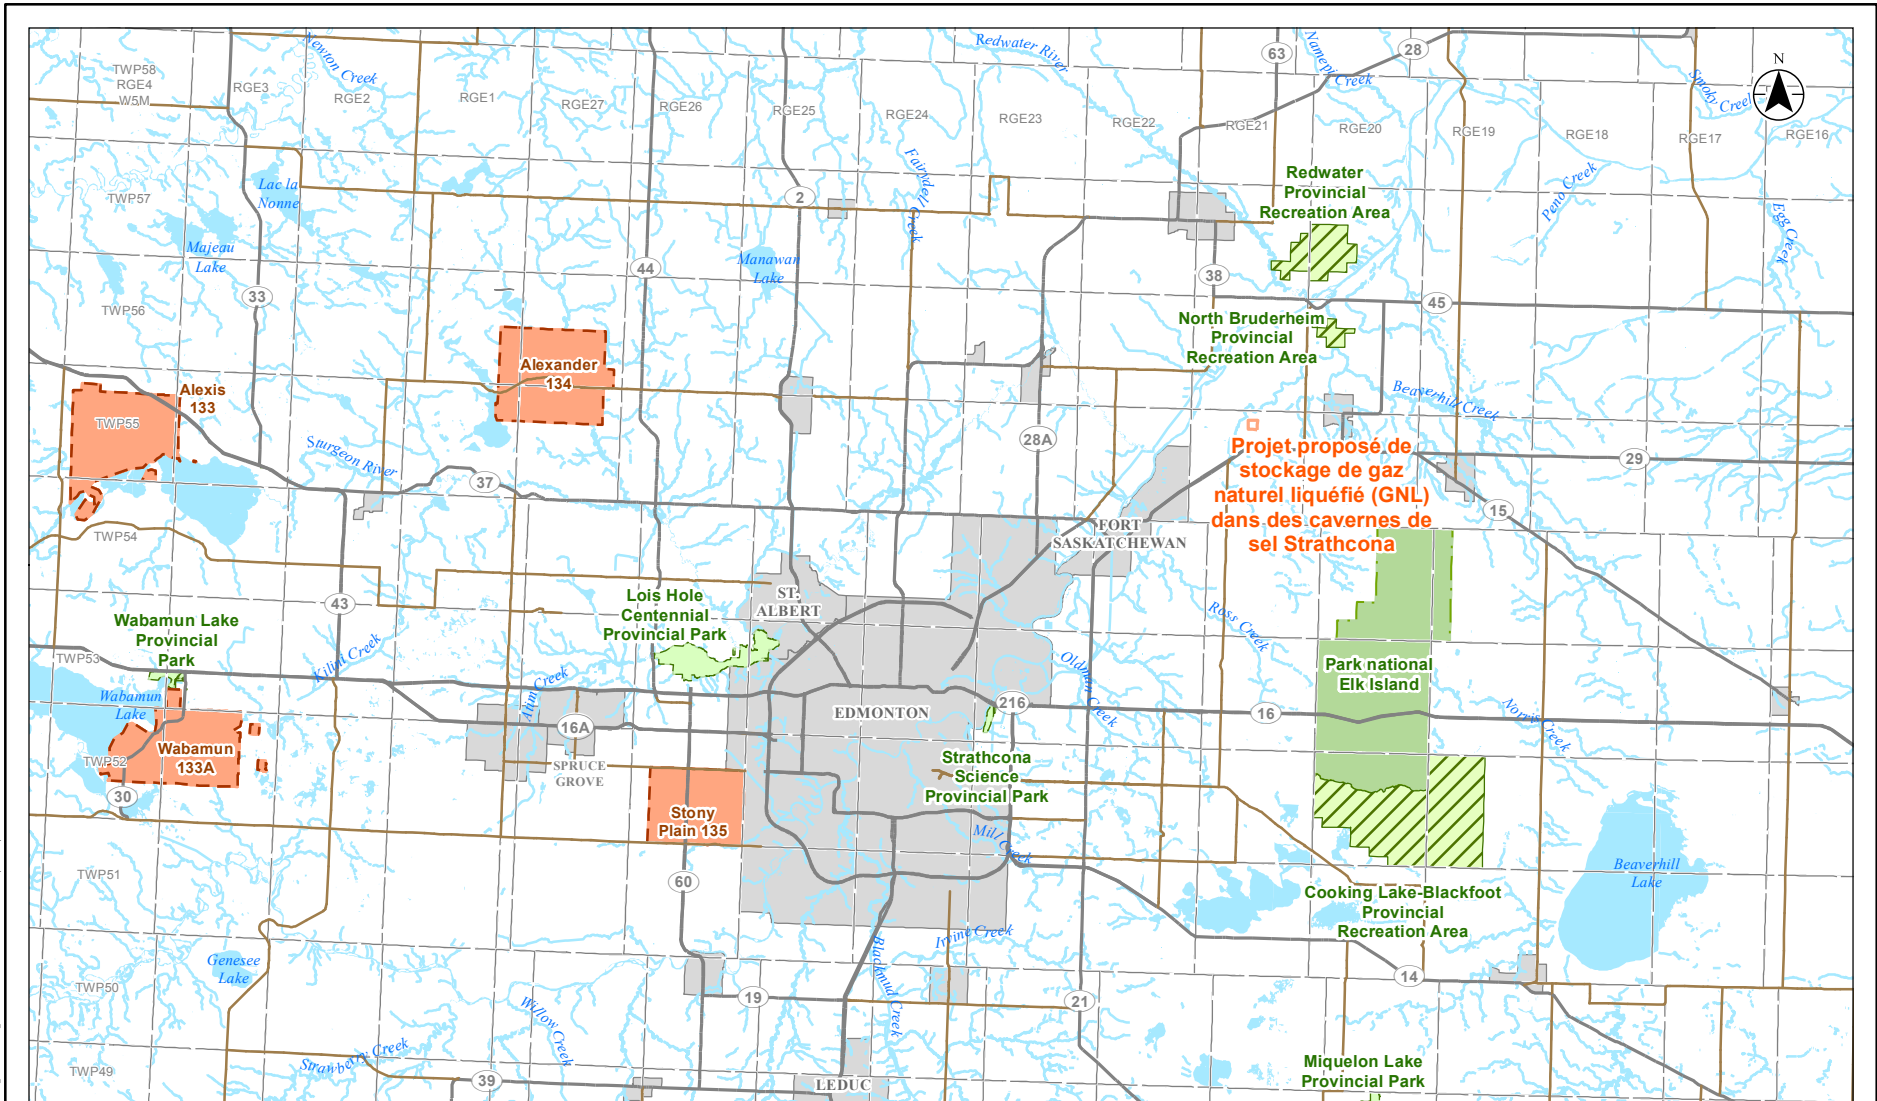 Newton Creek
Redwater River
Namepi Creek
63
28
N
Smoky Creek
TWP58
RGE4
W5M
RGE3
RGE2
RGE1
RGE27
RGE26
RGE25
RGE24
RGE23
RGE22
RGE21
RGE20
RGE19
RGE18
RGE17
RGE16
Lac la
Nonne
TWP57
2
Fairydell Creek
Redwater
Provincial
Recreation Area
Peno Creek
Egg Creek
Majeau
Lake
Manawan
Lake
44
38
33
45
TWP56
North Bruderheim
Provincial
Recreation Area
Alexander
134
Alexis
133
TWP55
Beaverhill Creek
28A
Sturgeon River
37
Projet proposé de
stockage de gaz
naturel liquéfié (GNL)
dans des cavernes de
sel Strathcona
29
15
TWP54
FORT
SASKATCHEWAN
43
Lois Hole
Centennial
Provincial Park
ST.
ALBERT
Ross Creek
Wabamun Lake
Provincial
Park
TWP53
Kilini Creek
Oldman Creek
Park national
Elk Island
Wabamun
Lake
Atim Creek
16A
EDMONTON
216
16
Norris Creek
Wabamun
133A
TWP52
30
SPRUCE
GROVE
Strathcona
Science
Provincial Park
Stony
Plain 135
Mill Creek
TWP51
60
Beaverhill
Lake
Cooking Lake-Blackfoot
Provincial
Recreation Area
Genesee
Lake
Irvine Creek
Blackmud Creek
14
TWP50
19
21
Willow Creek
Strawberry Creek
TWP49
39
LEDUC
Miquelon Lake
Provincial Park